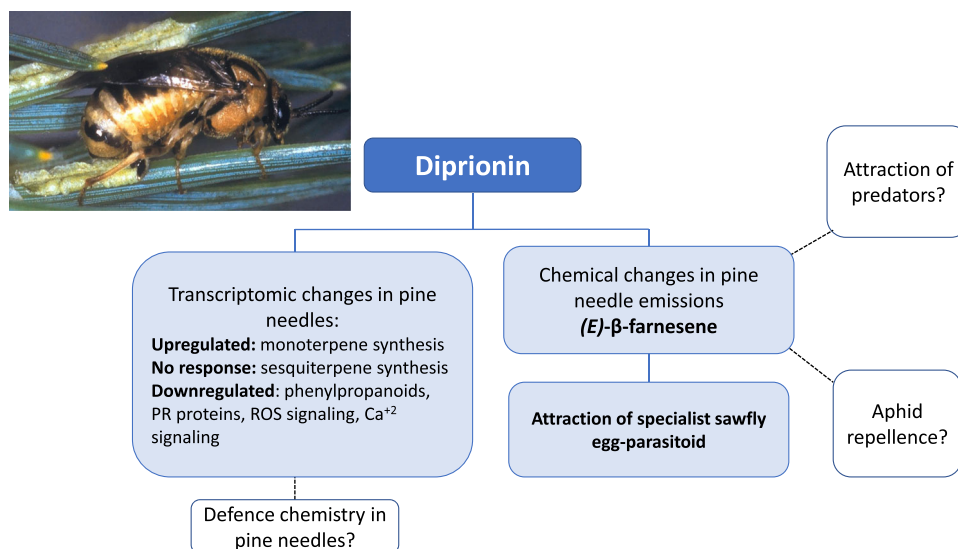 Diprionin
Attraction of
predators?
Transcriptomic changes in pine
needles:
Upregulated: monoterpene synthesis
No response: sesquiterpene synthesis
Downregulated: phenylpropanoids,
PR proteins, ROS signaling, Ca⁺²
signaling
Chemical changes in pine
needle emissions
(E)-β-farnesene
Attraction of specialist sawfly
egg-parasitoid
Aphid
repellence?
Defence chemistry in
pine needles?